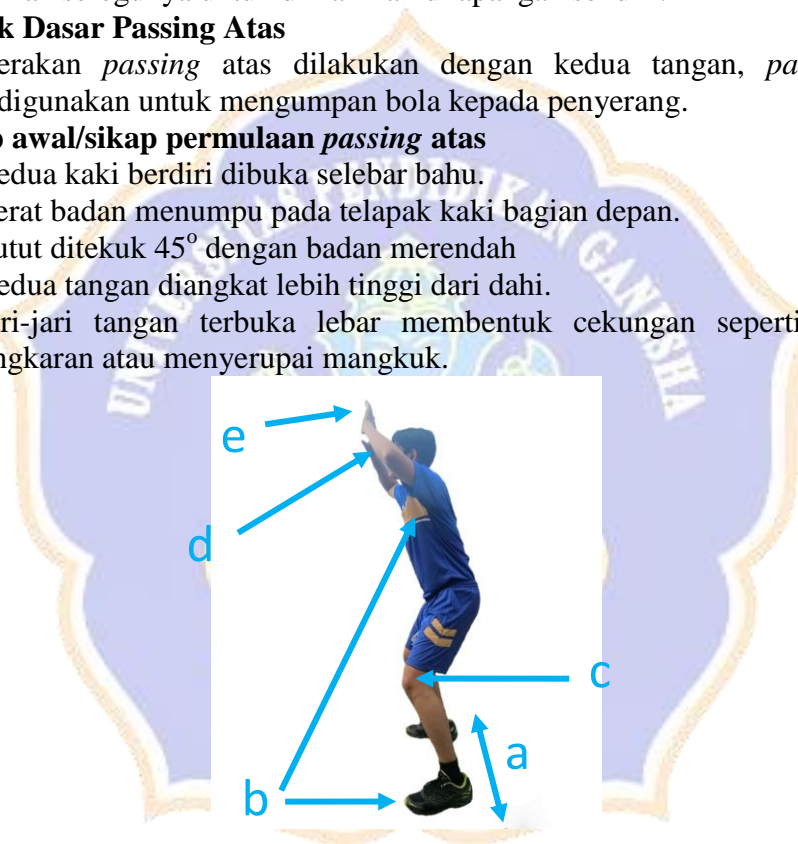 k Dasar Passing Atas
erakan passing atas dilakukan dengan kedua tangan, pa
digunakan untuk mengumpan bola kepada penyerang.
awal/sikap permulaan passing atas
edua kaki berdiri dibuka selebar bahu.
erat badan menumpu pada telapak kaki bagian depan.
utut ditekuk 45° dengan badan merendah
edua tangan diangkat lebih tinggi dari dahi.
ri-jari tangan terbuka lebar membentuk cekungan seperti
ngkaran atau menyerupai mangkuk.
UNIVERSITAS PENDIDIKAN GANESHA
e
d
c
a
b